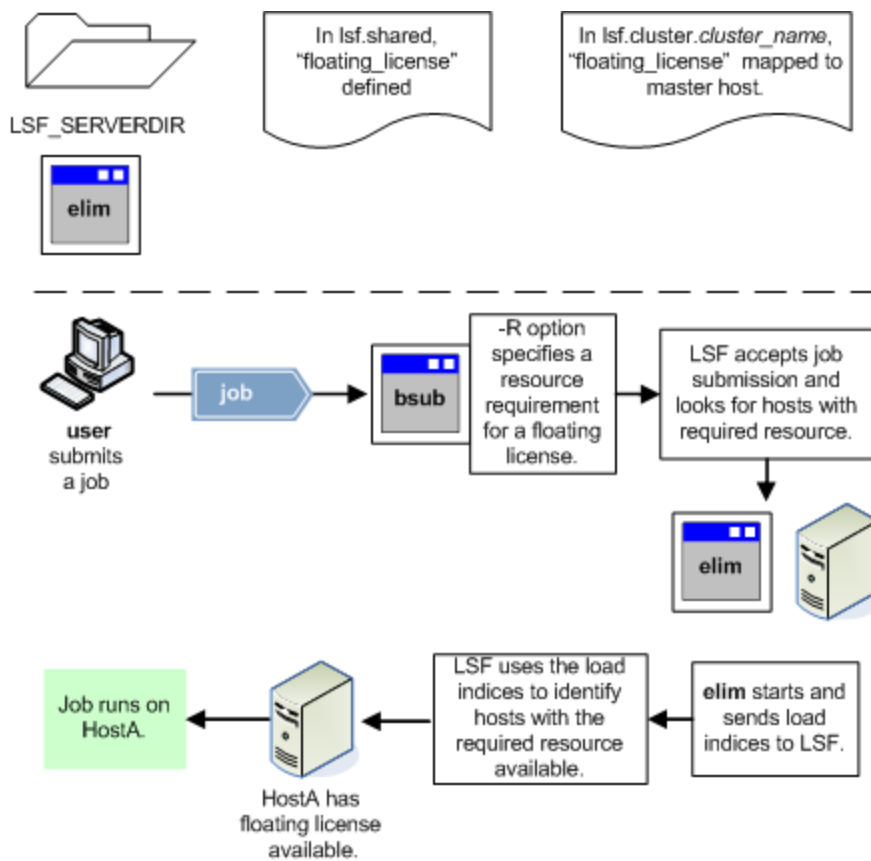 In lsf.shared,
"floating_license"
defined
In lsf.cluster.cluster_name,
"floating_license" mapped to
master host.
LSF_SERVERDIR
elim
user
submits
a job
job
bsub
-R option
specifies a
resource
requirement
for a floating
license.
LSF accepts job
submission and
looks for hosts with
required resource.
elim
Job runs on
HostA.
HostA has
floating license
available.
LSF uses the load
indices to identify
hosts with the
required resource
available.
elim starts and
sends load
indices to LSF.